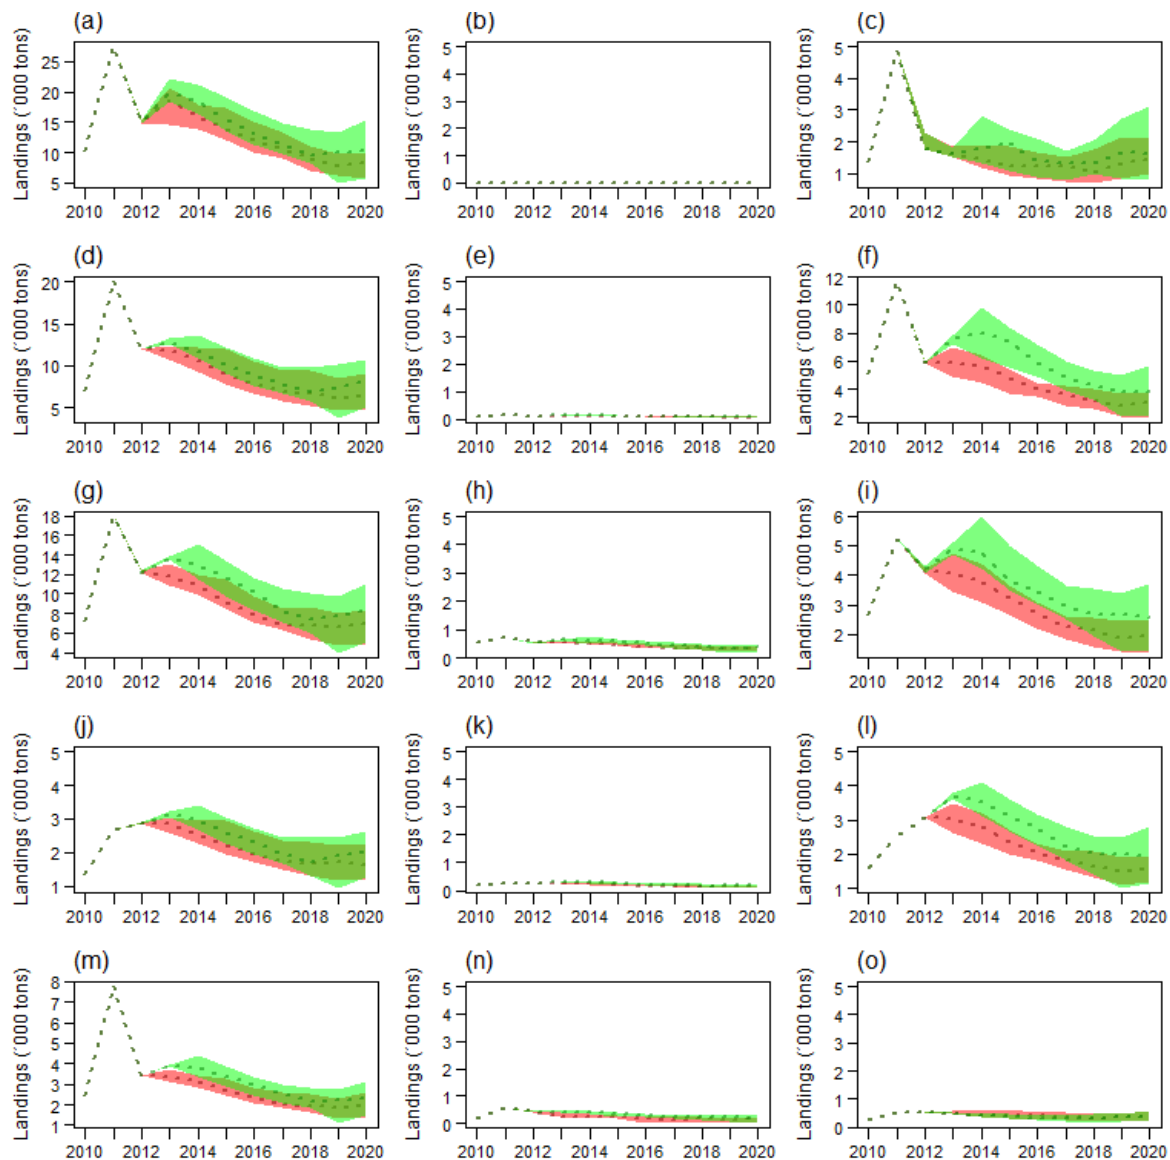 (a) (b) (c)
Landings (´000 tons) 25 20 15 10 5 Landings (´000 tons) 5 4 3 2 1 0 Landings (´000 tons) 5 4 3 2 1
2010 2012 2014 2016 2018 2020 2010 2012 2014 2016 2018 2020 2010 2012 2014 2016 2018 2020
(d) (e) (f)
Landings (´000 tons) 20 15 10 5 Landings (´000 tons) 5 4 3 2 1 0 Landings (´000 tons) 12 10 8 6 4 2
2010 2012 2014 2016 2018 2020 2010 2012 2014 2016 2018 2020 2010 2012 2014 2016 2018 2020
(g) (h) (i)
Landings (´000 tons) 18 16 14 12 10 8 6 4 Landings (´000 tons) 5 4 3 2 1 0 Landings (´000 tons) 6 5 4 3 2
2010 2012 2014 2016 2018 2020 2010 2012 2014 2016 2018 2020 2010 2012 2014 2016 2018 2020
(j) (k) (l)
Landings (´000 tons) 5 4 3 2 1 Landings (´000 tons) 5 4 3 2 1 0 Landings (´000 tons) 5 4 3 2 1
2010 2012 2014 2016 2018 2020 2010 2012 2014 2016 2018 2020 2010 2012 2014 2016 2018 2020
(m) (n) (o)
Landings (´000 tons) 8 7 6 5 4 3 2 1 Landings (´000 tons) 5 4 3 2 1 0 Landings (´000 tons) 5 4 3 2 1 0
2010 2012 2014 2016 2018 2020 2010 2012 2014 2016 2018 2020 2010 2012 2014 2016 2018 2020